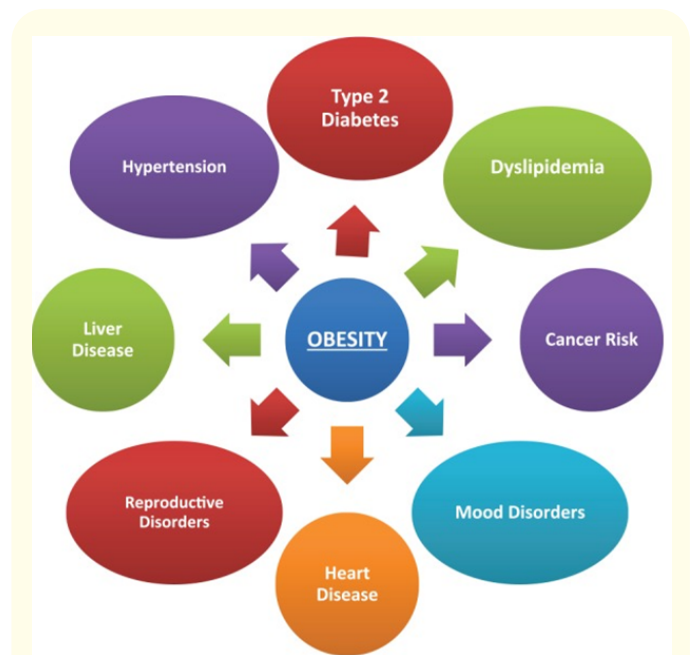 Type 2
Diabetes
Hypertension
Dyslipidemia
Liver
Disease
OBESITY
Cancer Risk
Reproductive
Disorders
Mood Disorders
Heart
Disease